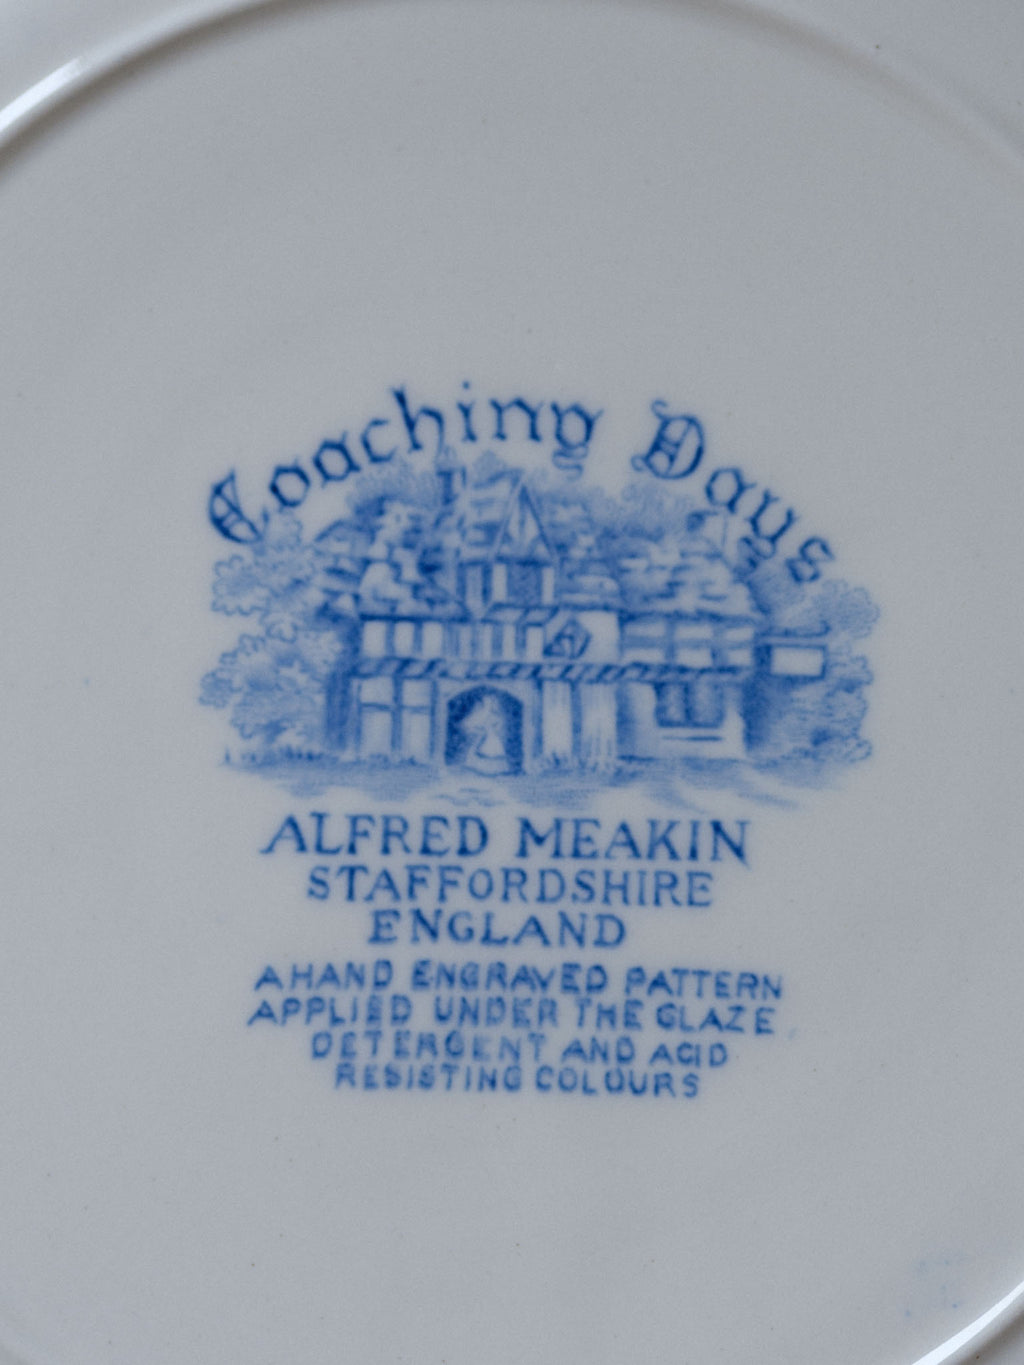 Coaching Days
ALFRED MEAKIN
STAFFORDSHIRE
ENGLAND
A HAND ENGRAVED PATTERN
APPLIED UNDER THE GLAZE
DETERGENT AND ACID
RESISTING COLOURS